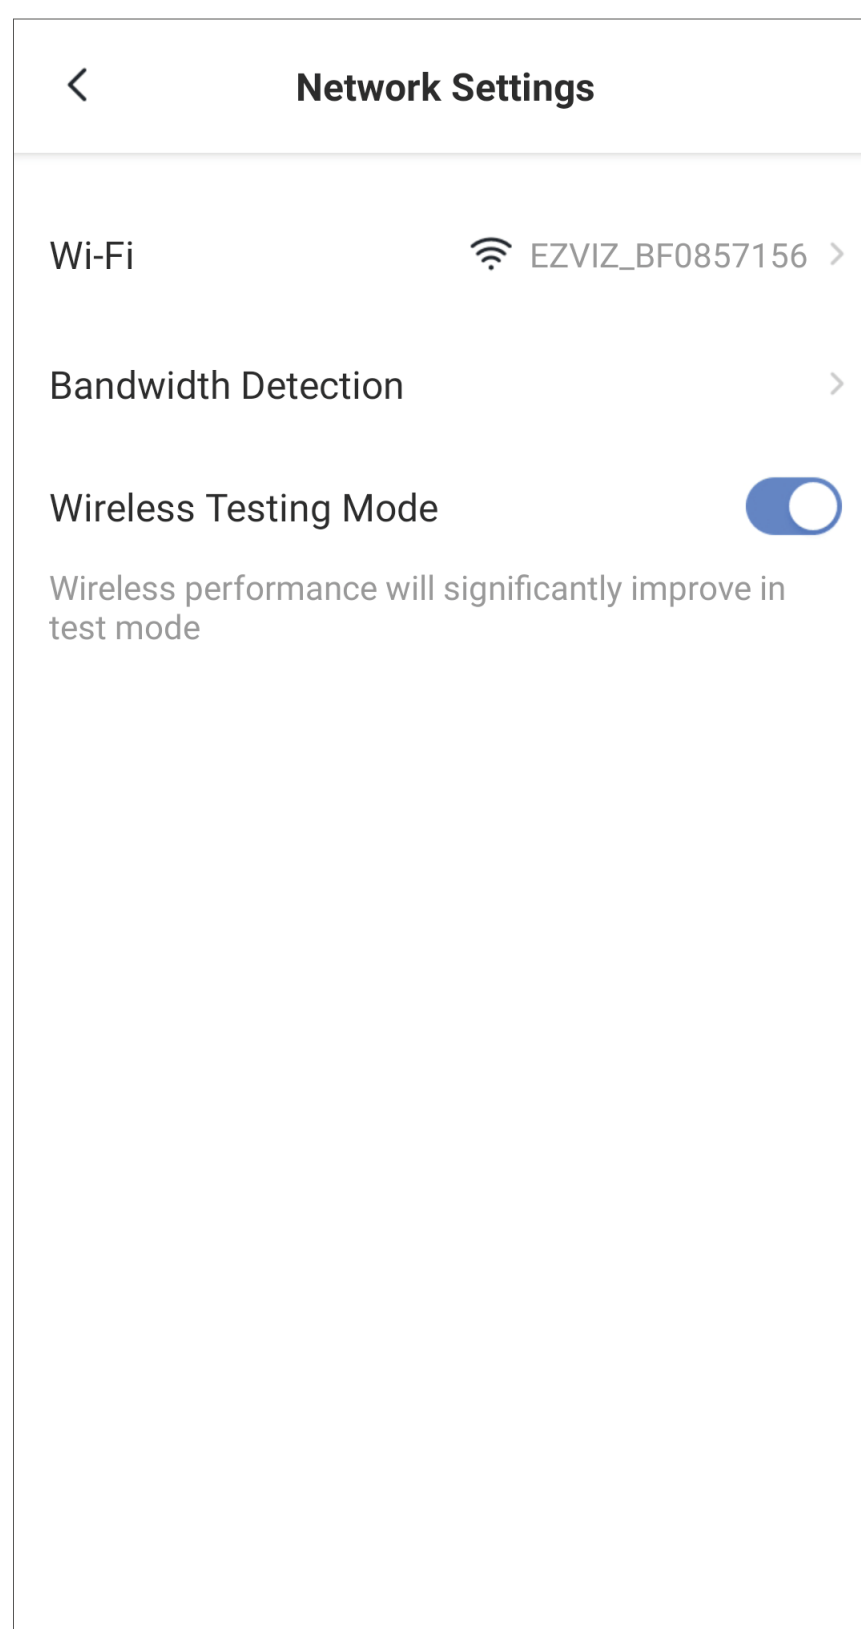 Network Settings
Wi-Fi EZVIZ_BF0857156
Bandwidth Detection
Wireless Testing Mode
Wireless performance will significantly improve in
test mode